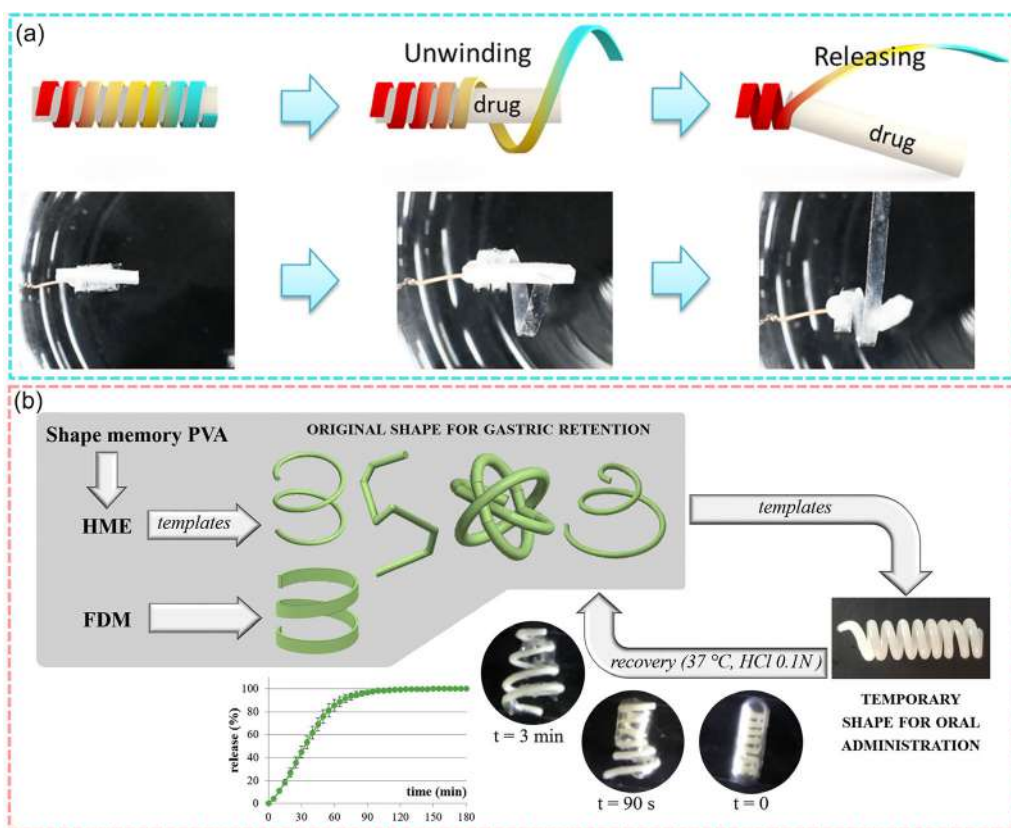 (a)
Unwinding
Releasing
drug
drug
(b)
Shape memory PVA
ORIGINAL SHAPE FOR GASTRIC RETENTION
HME
templates
templates
FDM
recovery (37 °C, HCl 0.1N)
TEMPORARY
SHAPE FOR ORAL
ADMINISTRATION
t = 3 min
t = 90 s
t = 0
release (%)
100
80
60
40
20
0
time (min)
0 30 60 90 120 150 180